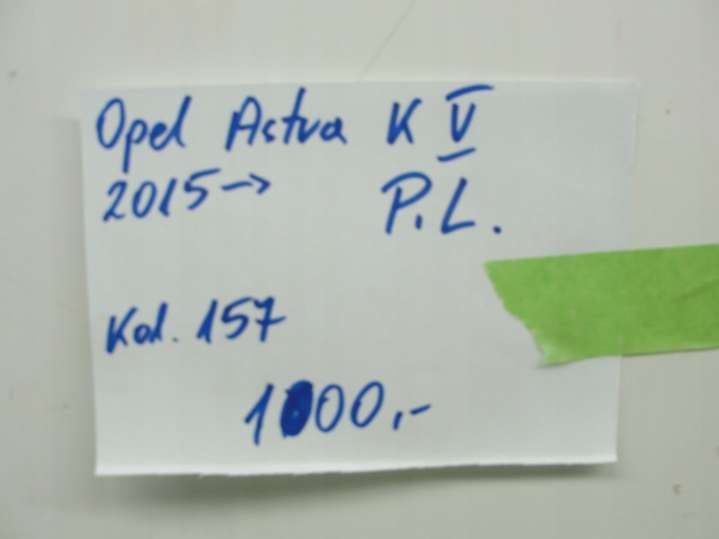 Opel Astra K V
2015→ P.L.
Kol. 157
1000,-